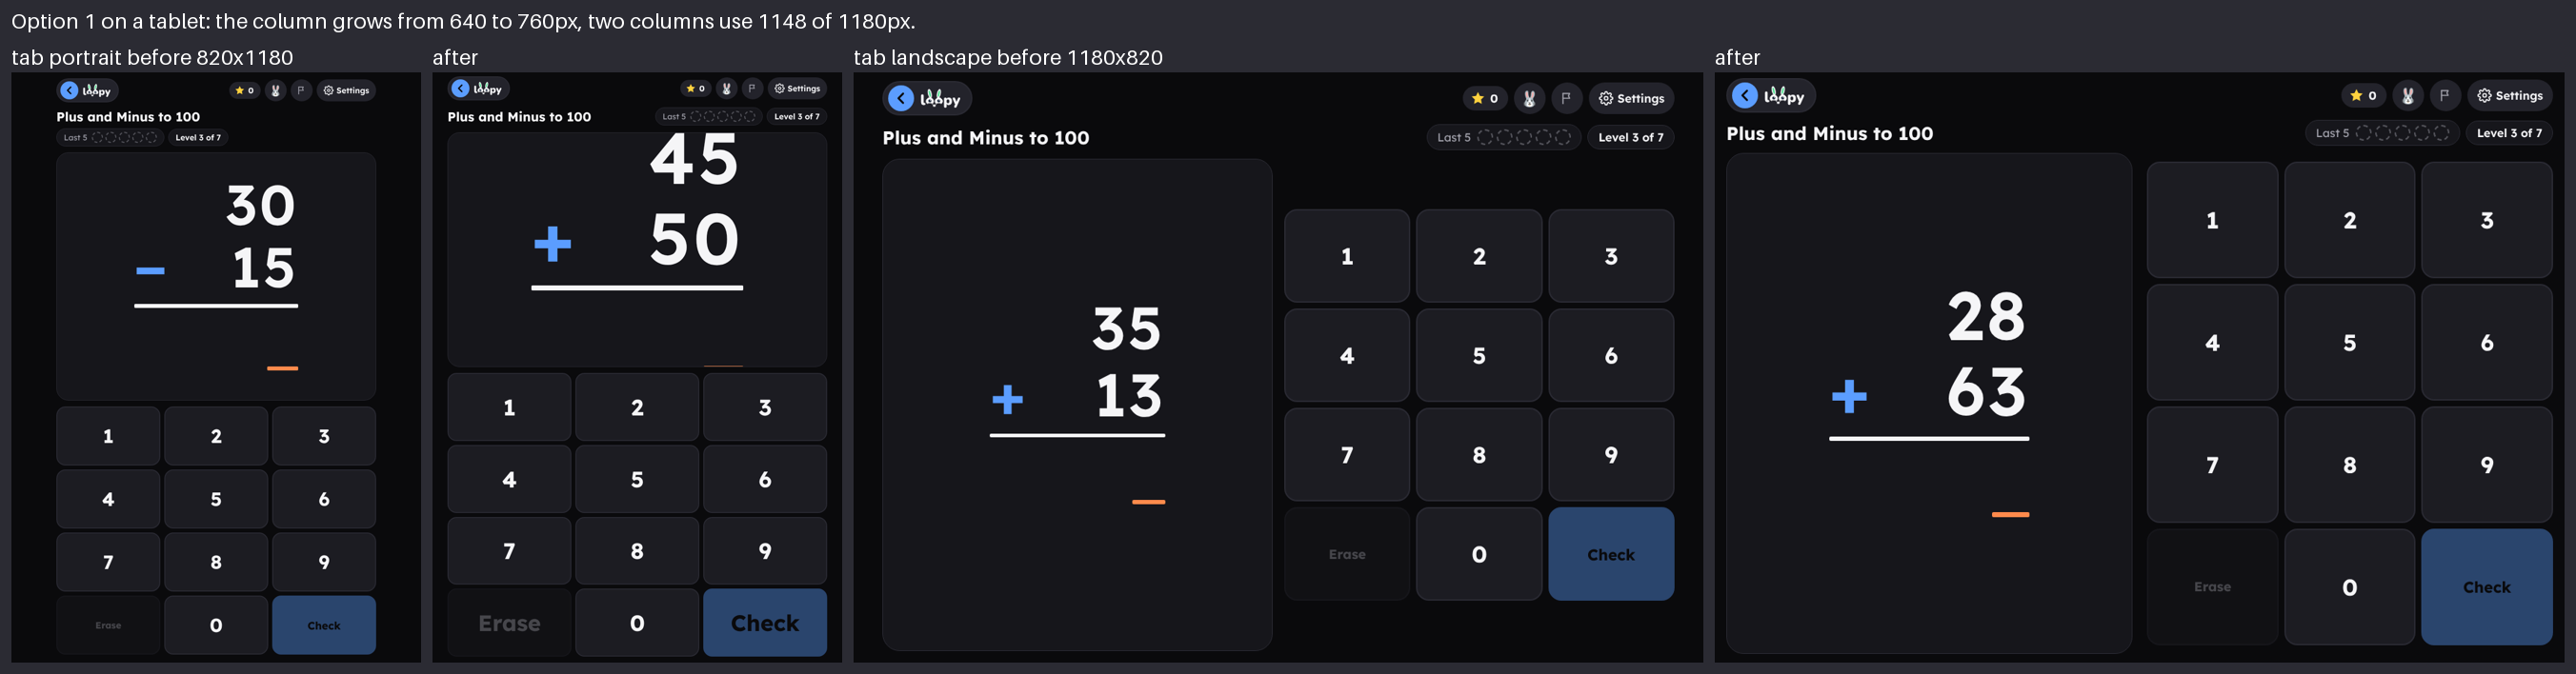 Option 1 on a tablet: the column grows from 640 to 760px, two columns use 1148 of 1180px.
tab portrait before 820x1180
loopy
0
Settings
Plus and Minus to 100
Last 5
Level 3 of 7
30
− 15
1 2 3
4 5 6
7 8 9
Erase 0 Check
after
loopy
0
Settings
Plus and Minus to 100
Last 5
Level 3 of 7
45
+ 50
1 2 3
4 5 6
7 8 9
Erase 0 Check
tab landscape before 1180x820
loopy
0
Settings
Plus and Minus to 100
Last 5
Level 3 of 7
35
+ 13
1 2 3
4 5 6
7 8 9
Erase 0 Check
after
loopy
0
Settings
Plus and Minus to 100
Last 5
Level 3 of 7
28
+ 63
1 2 3
4 5 6
7 8 9
Erase 0 Check